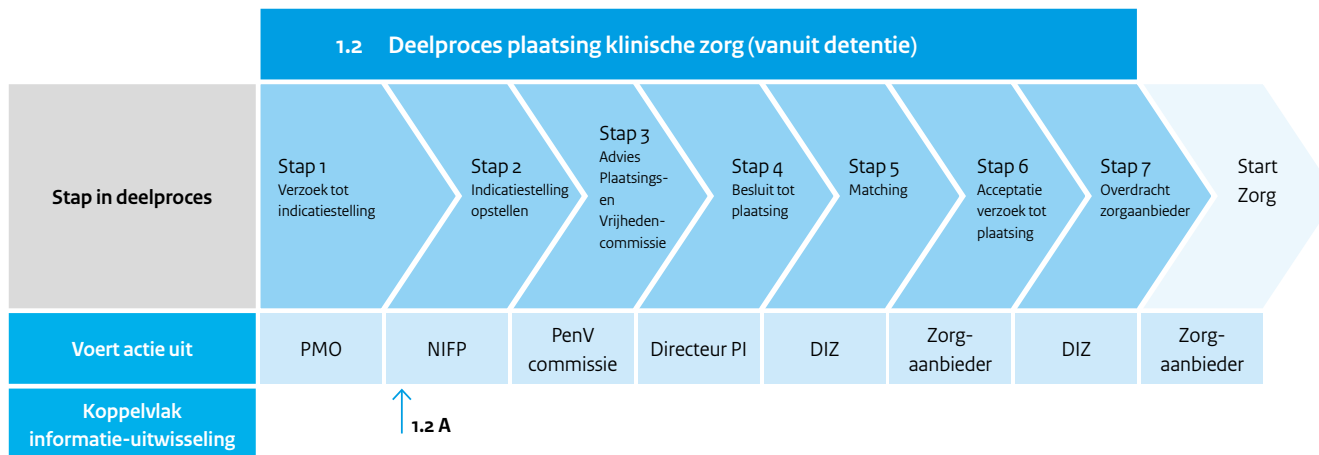 1.2 Deelproces plaatsing klinische zorg (vanuit detentie)
Stap in deelproces
Stap 1
Verzoek tot
indicatiestelling
Stap 2
Indicatiestelling
opstellen
Stap 3
Advies
Plaatsings-
en
Vrijheden-
commissie
Stap 4
Besluit tot
plaatsing
Stap 5
Matching
Stap 6
Acceptatie
verzoek tot
plaatsing
Stap 7
Overdracht
zorgaanbieder
Start
Zorg
Voert actie uit
PMO
NIFP
PenV
commissie
Directeur PI
DIZ
Zorg-
aanbieder
DIZ
Zorg-
aanbieder
Koppelvlak
informatie-uitwisseling
1.2 A